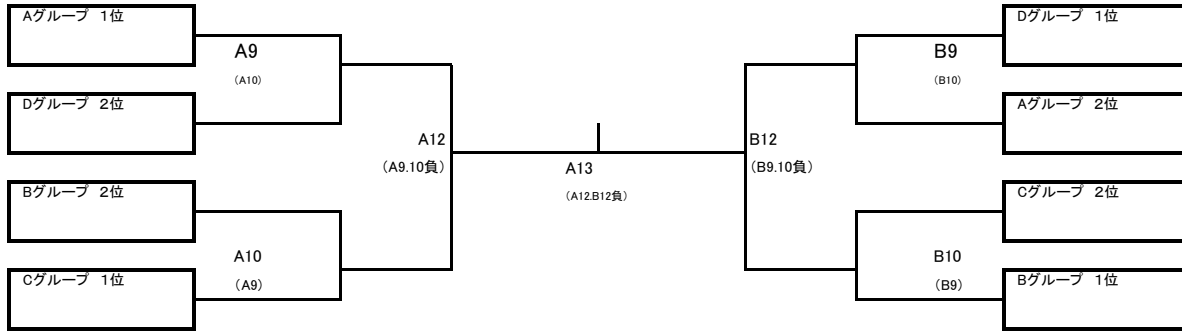 Aグループ 1位
A9
(A10)
Dグループ 2位
A12
(A9.10負)
Bグループ 2位
A10
(A9)
Cグループ 1位
A13
(A12.B12負)
Dグループ 1位
B9
(B10)
Aグループ 2位
B12
(B9.10負)
Cグループ 2位
B10
(B9)
Bグループ 1位